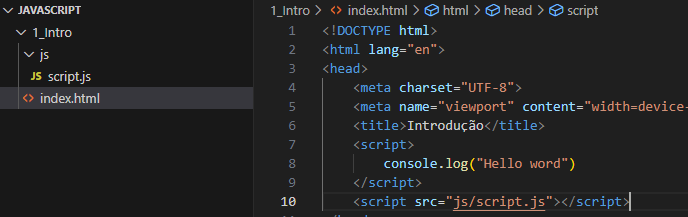 JAVASCRIPT
1_Intro
js
JS script.js
<> index.html
1_Intro > <> index.html > html > head > script
1 <!DOCTYPE html>
2 <html lang="en">
3 <head>
4 <meta charset="UTF-8">
5 <meta name="viewport" content="width=device-
6 <title>Introdução</title>
7 <script>
8 console.log("Hello word")
9 </script>
10 <script src="js/script.js"></script>